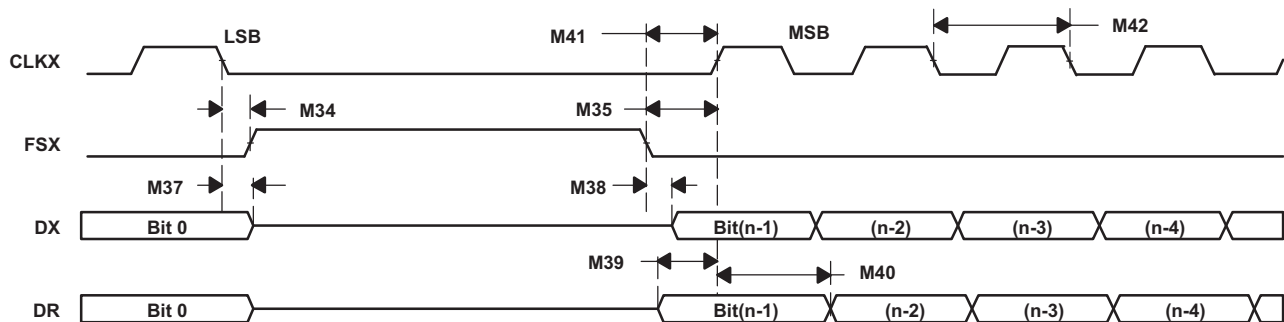 LSB M41 MSB M42
CLKX
M34 M35
FSX
M37 M38
DX Bit 0 Bit(n-1) (n-2) (n-3) (n-4)
M39 M40
DR Bit 0 Bit(n-1) (n-2) (n-3) (n-4)